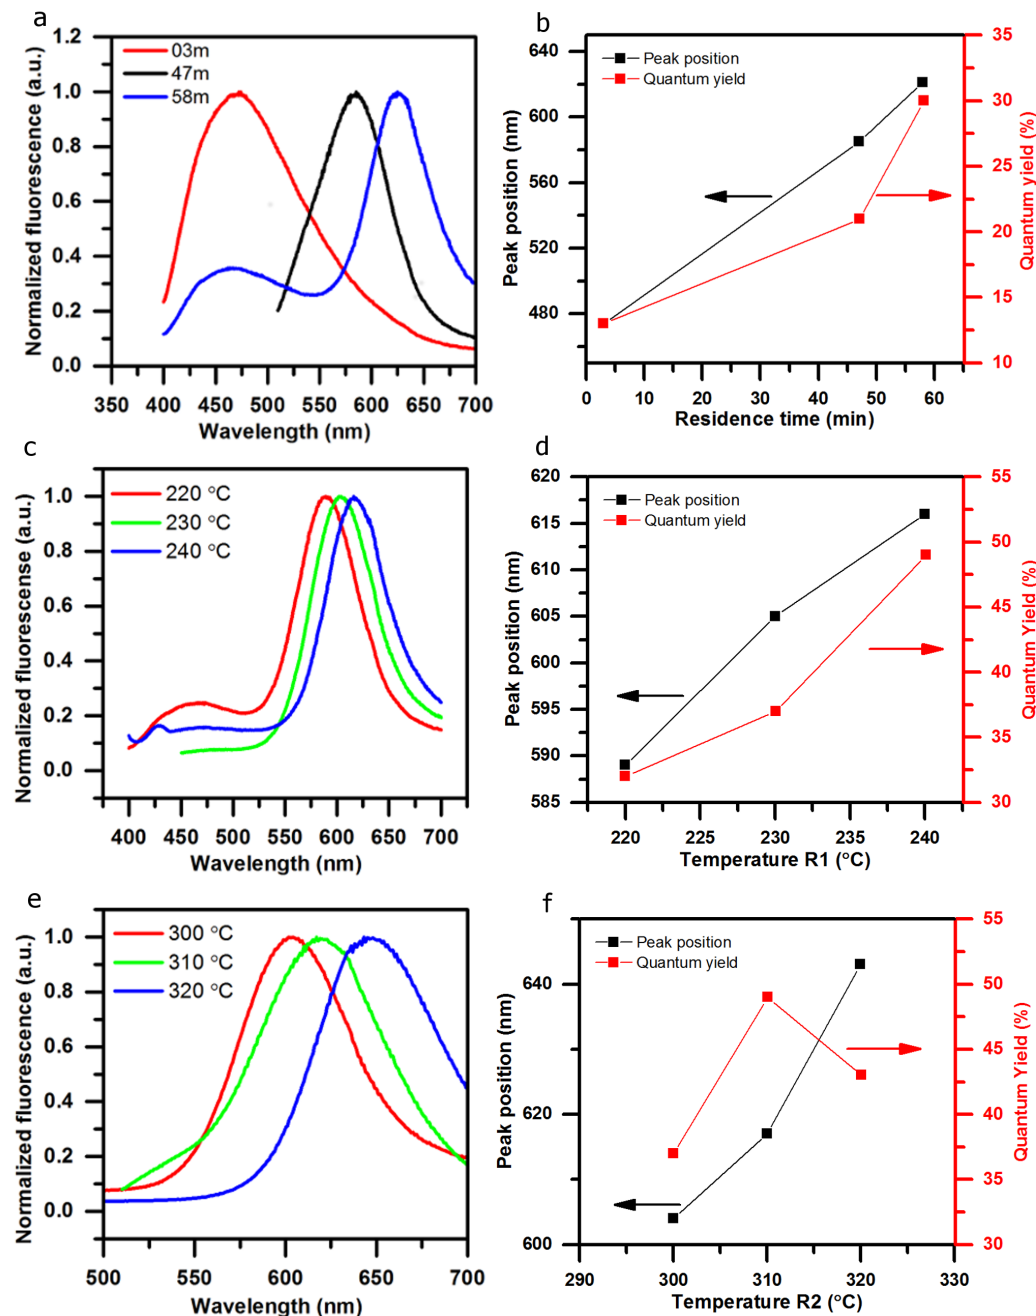 a
1.2
1.0
0.8
0.6
0.4
0.2
0.0
Normalized fluorescence (a.u.)
03m
47m
58m
350 400 450 500 550 600 650 700
Wavelength (nm)
b
640
600
560
520
480
Peak position (nm)
Peak position
Quantum yield
35
30
25
20
15
10
Quantum yield (%)
0 10 20 30 40 50 60
Residence time (min)
c
1.0
0.8
0.6
0.4
0.2
0.0
Normalized fluorescense (a.u.)
220 °C
230 °C
240 °C
400 450 500 550 600 650 700
Wavelength (nm)
d
620
615
610
605
600
595
590
585
Peak position (nm)
Peak position
Quantum yield
55
50
45
40
35
30
Quantum Yield (%)
220 225 230 235 240
Temperature R1 (°C)
e
1.0
0.8
0.6
0.4
0.2
0.0
Normalized fluorescence (a.u.)
300 °C
310 °C
320 °C
500 550 600 650 700
Wavelength (nm)
f
640
620
600
Peak position (nm)
Peak position
Quantum yield
55
50
45
40
35
30
Quantum Yield (%)
290 300 310 320 330
Temperature R2 (°C)